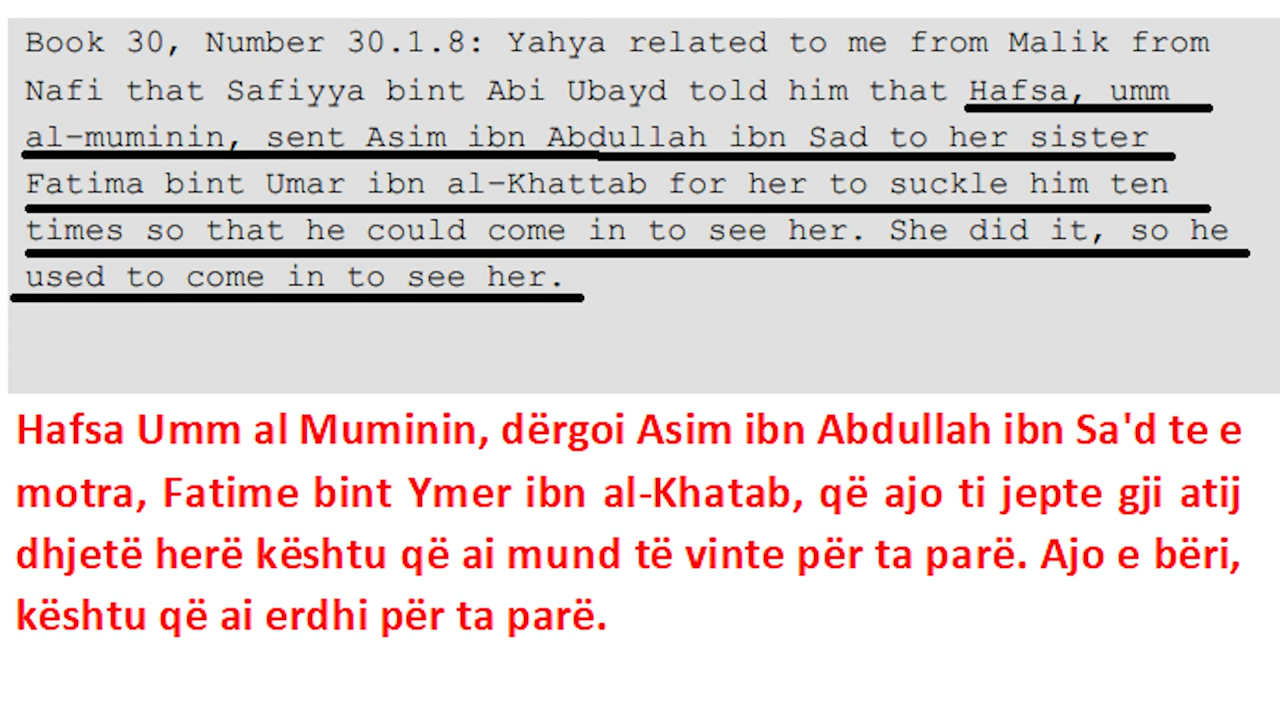 Book 30, Number 30.1.8: Yahya related to me from Malik from
Nafi that Safiyya bint Abi Ubayd told him that Hafsa, umm
al-muminin, sent Asim ibn Abdullah ibn Sad to her sister
Fatima bint Umar ibn al-Khattab for her to suckle him ten
times so that he could come in to see her. She did it, so he
used to come in to see her.
Hafsa Umm al Muminin, dërgoi Asim ibn Abdullah ibn Sa'd te e
motra, Fatime bint Ymer ibn al-Khatab, që ajo ti jepte gji atij
dhjetë herë kështu që ai mund të vinte për ta parë. Ajo e bëri,
kështu që ai erdhi për ta parë.